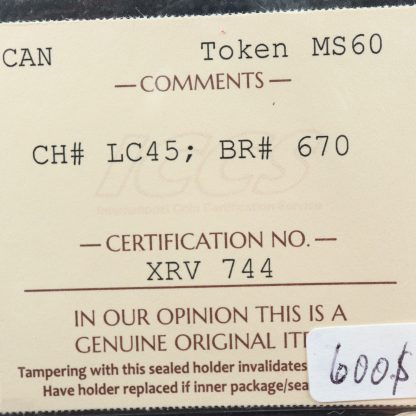 CAN Token MS60
— COMMENTS —
CH# LC45; BR# 670
ICCS
International Coin Certification Service
— CERTIFICATION NO. —
XRV 744
IN OUR OPINION THIS IS A
GENUINE ORIGINAL
Tampering with this sealed holder invalidates
Have holder replaced if inner package/
600$